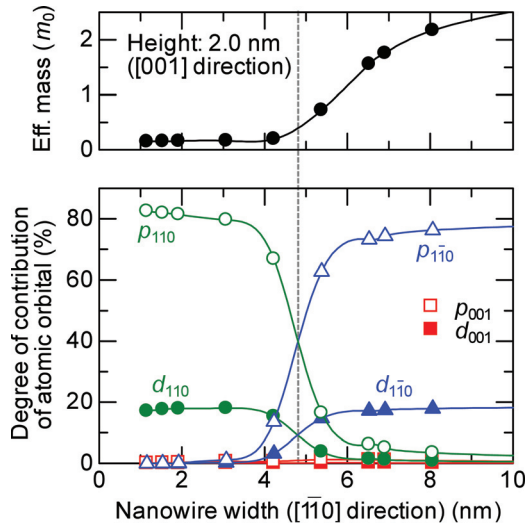 Eff. mass (m₀)
2
1
0
Height: 2.0 nm
([001] direction)
Degree of contribution
of atomic orbital (%)
80
60
40
20
0
p₁₁₀
p₁1̅₀
p₀₀₁
d₀₀₁
d₁₁₀
d₁1̅₀
0 2 4 6 8 10
Nanowire width ([11̅0] direction) (nm)